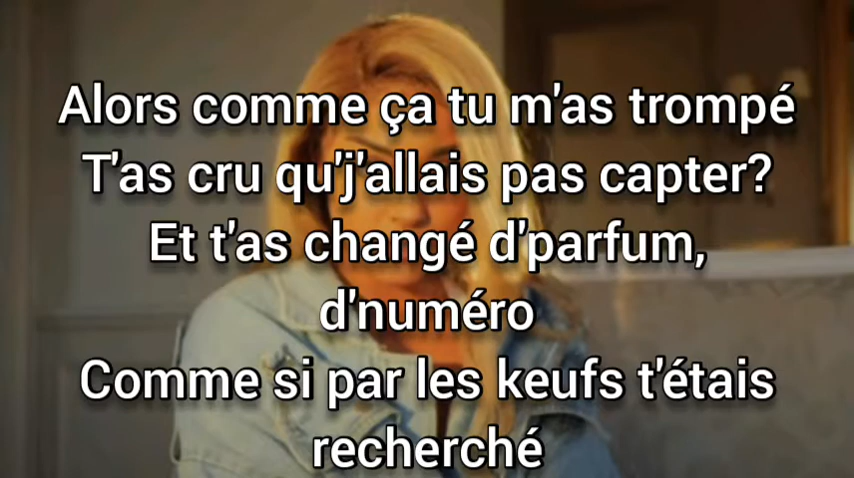 Alors comme ça tu m'as trompé
T'as cru qu'j'allais pas capter?
Et t'as changé d'parfum,
d'numéro
Comme si par les keufs t'étais
recherché